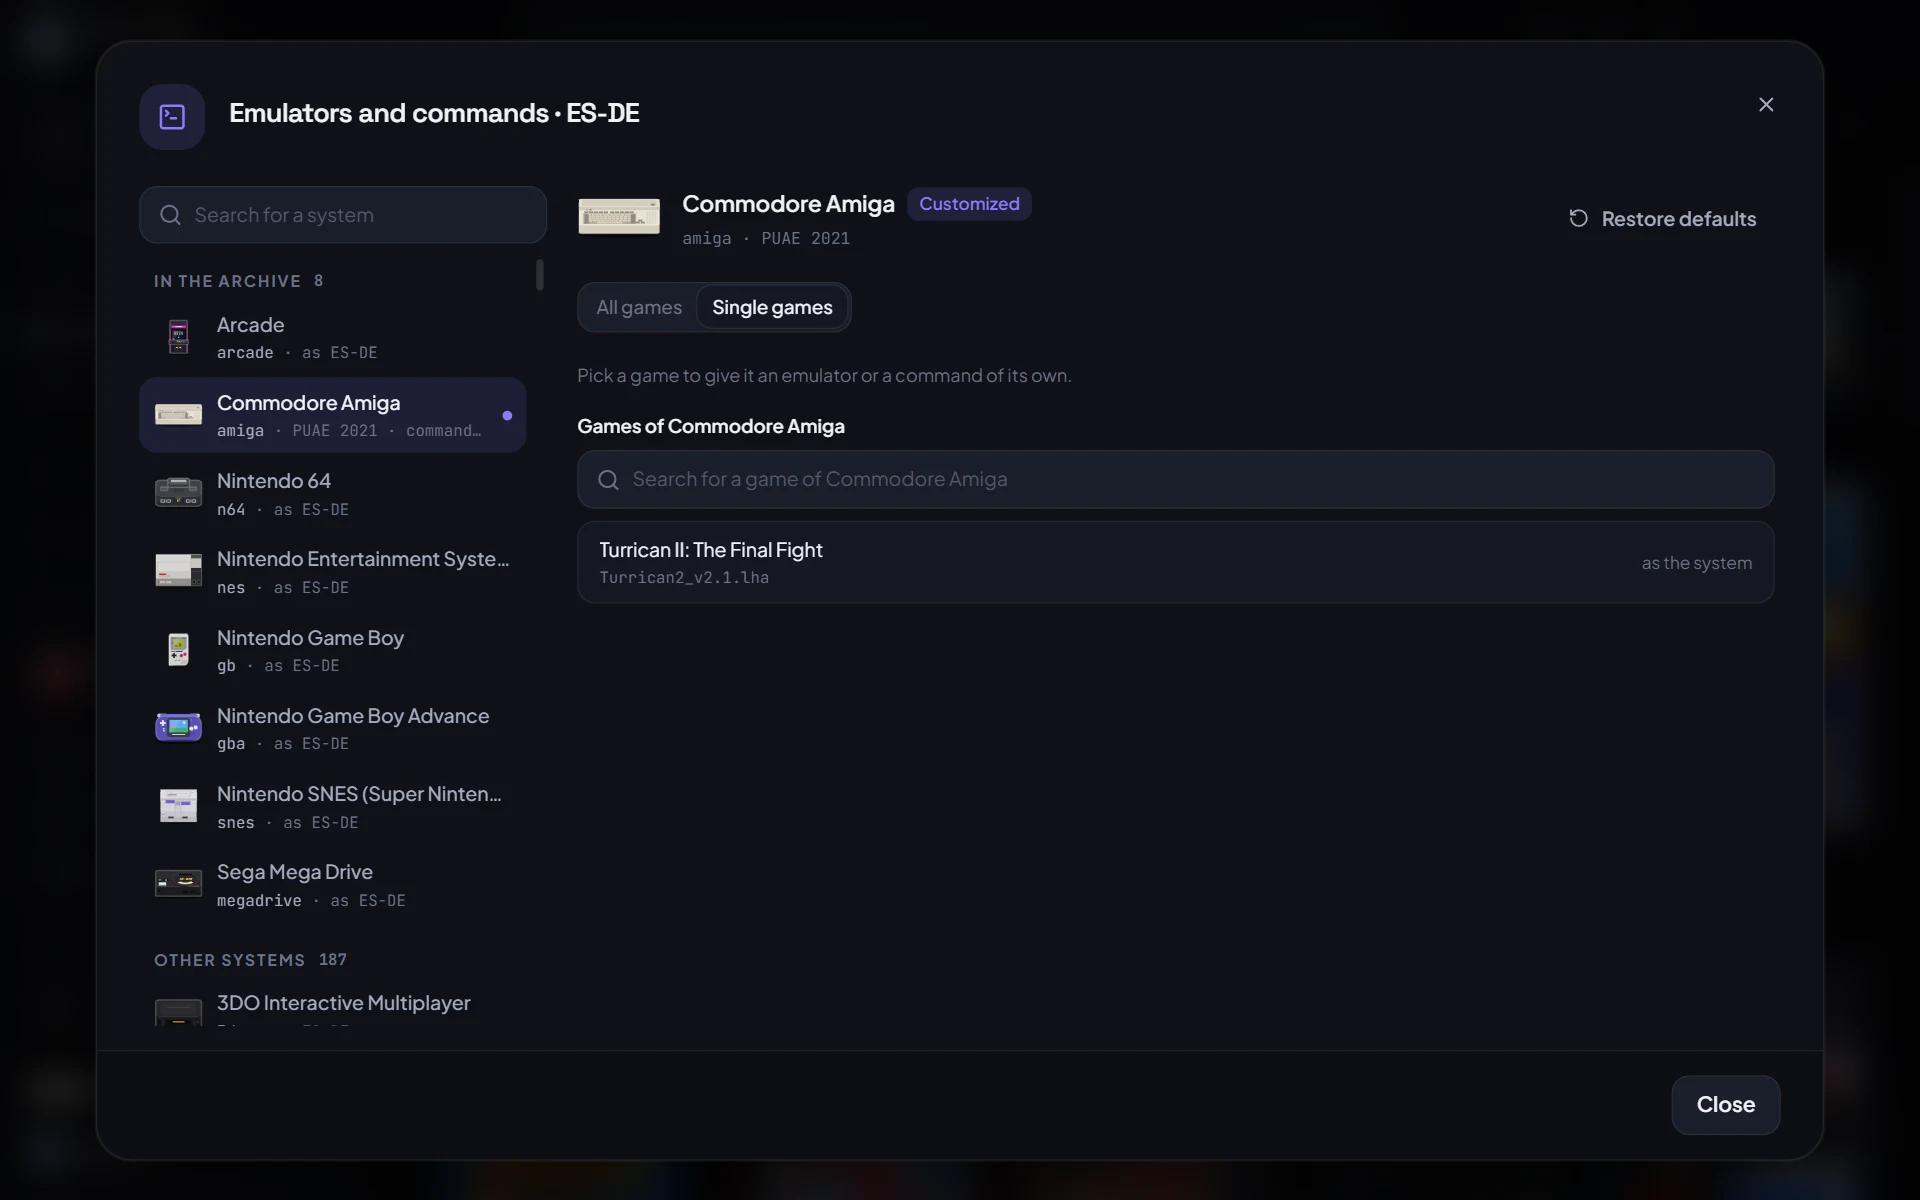 Emulators and commands · ES-DE
Search for a system
IN THE ARCHIVE 8
Arcade
arcade · as ES-DE
Commodore Amiga
amiga · PUAE 2021 · command…
Nintendo 64
n64 · as ES-DE
Nintendo Entertainment Syste…
nes · as ES-DE
Nintendo Game Boy
gb · as ES-DE
Nintendo Game Boy Advance
gba · as ES-DE
Nintendo SNES (Super Ninten…
snes · as ES-DE
Sega Mega Drive
megadrive · as ES-DE
OTHER SYSTEMS 187
3DO Interactive Multiplayer
Commodore Amiga Customized
amiga · PUAE 2021
Restore defaults
All games Single games
Pick a game to give it an emulator or a command of its own.
Games of Commodore Amiga
Search for a game of Commodore Amiga
Turrican II: The Final Fight
Turrican2_v2.1.lha
as the system
Close